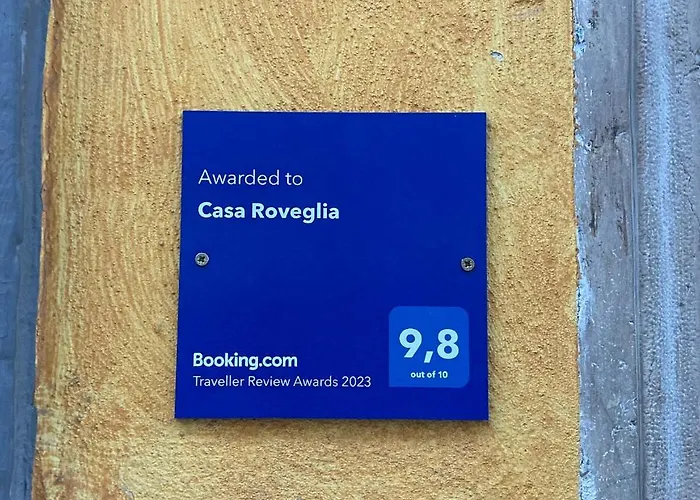 Awarded to
Casa Roveglia
Booking.com
Traveller Review Awards 2023
9,8
out of 10